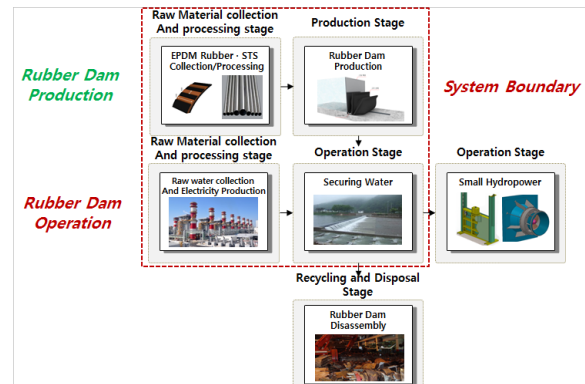 Raw Material collection
And processing stage
Production Stage
EPDM Rubber · STS
Collection/Processing
Rubber Dam
Production
Rubber Dam
Production
System Boundary
Raw Material collection
And processing stage
Operation Stage
Operation Stage
Raw water collection
And Electricity Production
Securing Water
Small Hydropower
Rubber Dam
Operation
Recycling and Disposal
Stage
Rubber Dam
Disassembly